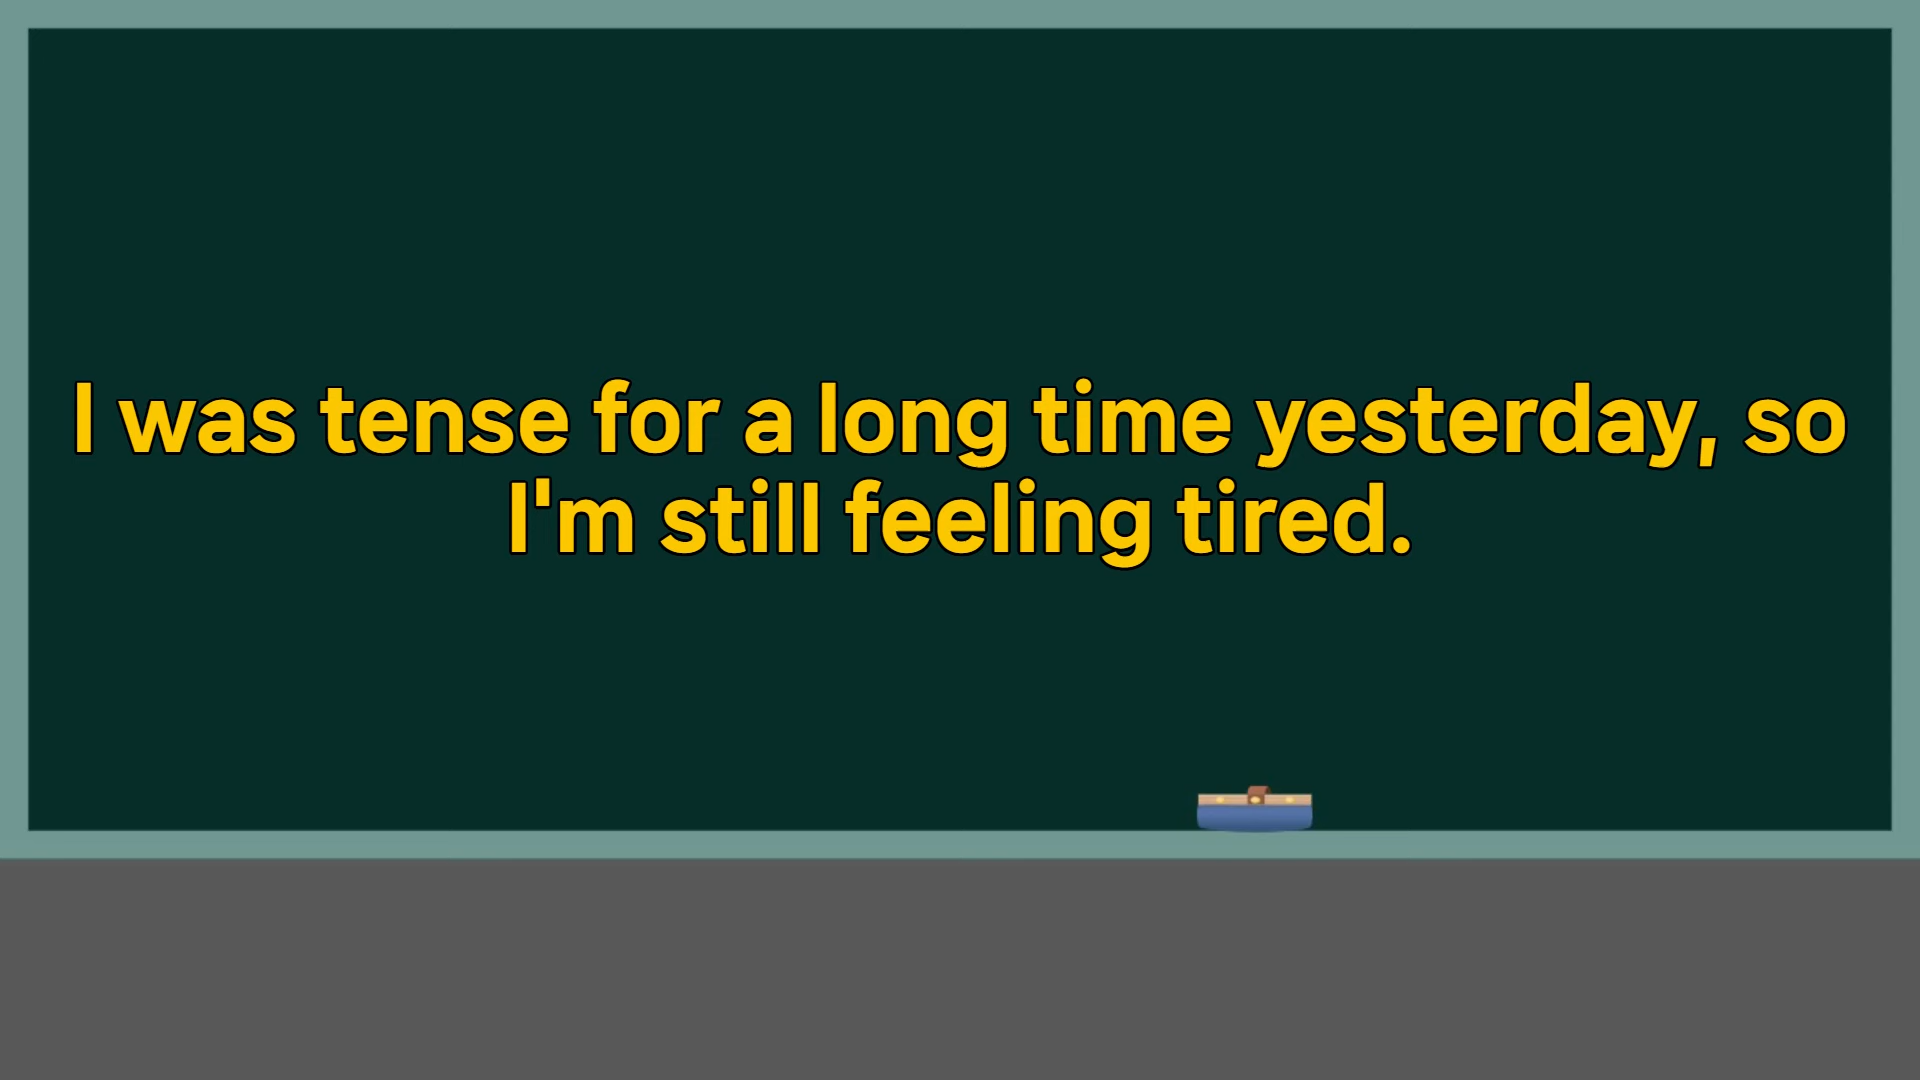 I was tense for a long time yesterday, so
I'm still feeling tired.